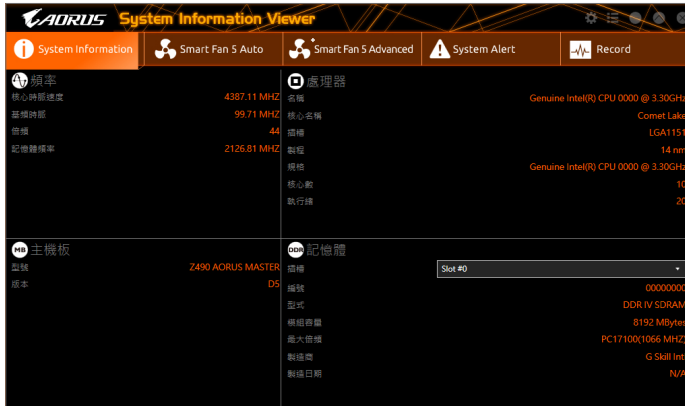 AORUS System Information Viewer
System Information
Smart Fan 5 Auto
Smart Fan 5 Advanced
System Alert
Record
頻率
核心時脈速度 4387.11 MHZ
基頻時脈 99.71 MHZ
倍頻 44
記憶體頻率 2126.81 MHZ
處理器
名稱 Genuine Intel(R) CPU 0000 @ 3.30GHz
核心名稱 Comet Lake
插槽 LGA1151
製程 14 nm
規格 Genuine Intel(R) CPU 0000 @ 3.30GHz
核心數 10
執行緒 20
MB 主機板
型號 Z490 AORUS MASTER
版本 D5
DDR 記憶體
插槽 Slot #0
編號 00000000
型式 DDR IV SDRAM
模組容量 8192 MBytes
最大倍頻 PC17100(1066 MHZ)
製造商 G Skill Intl
製造日期 N/A